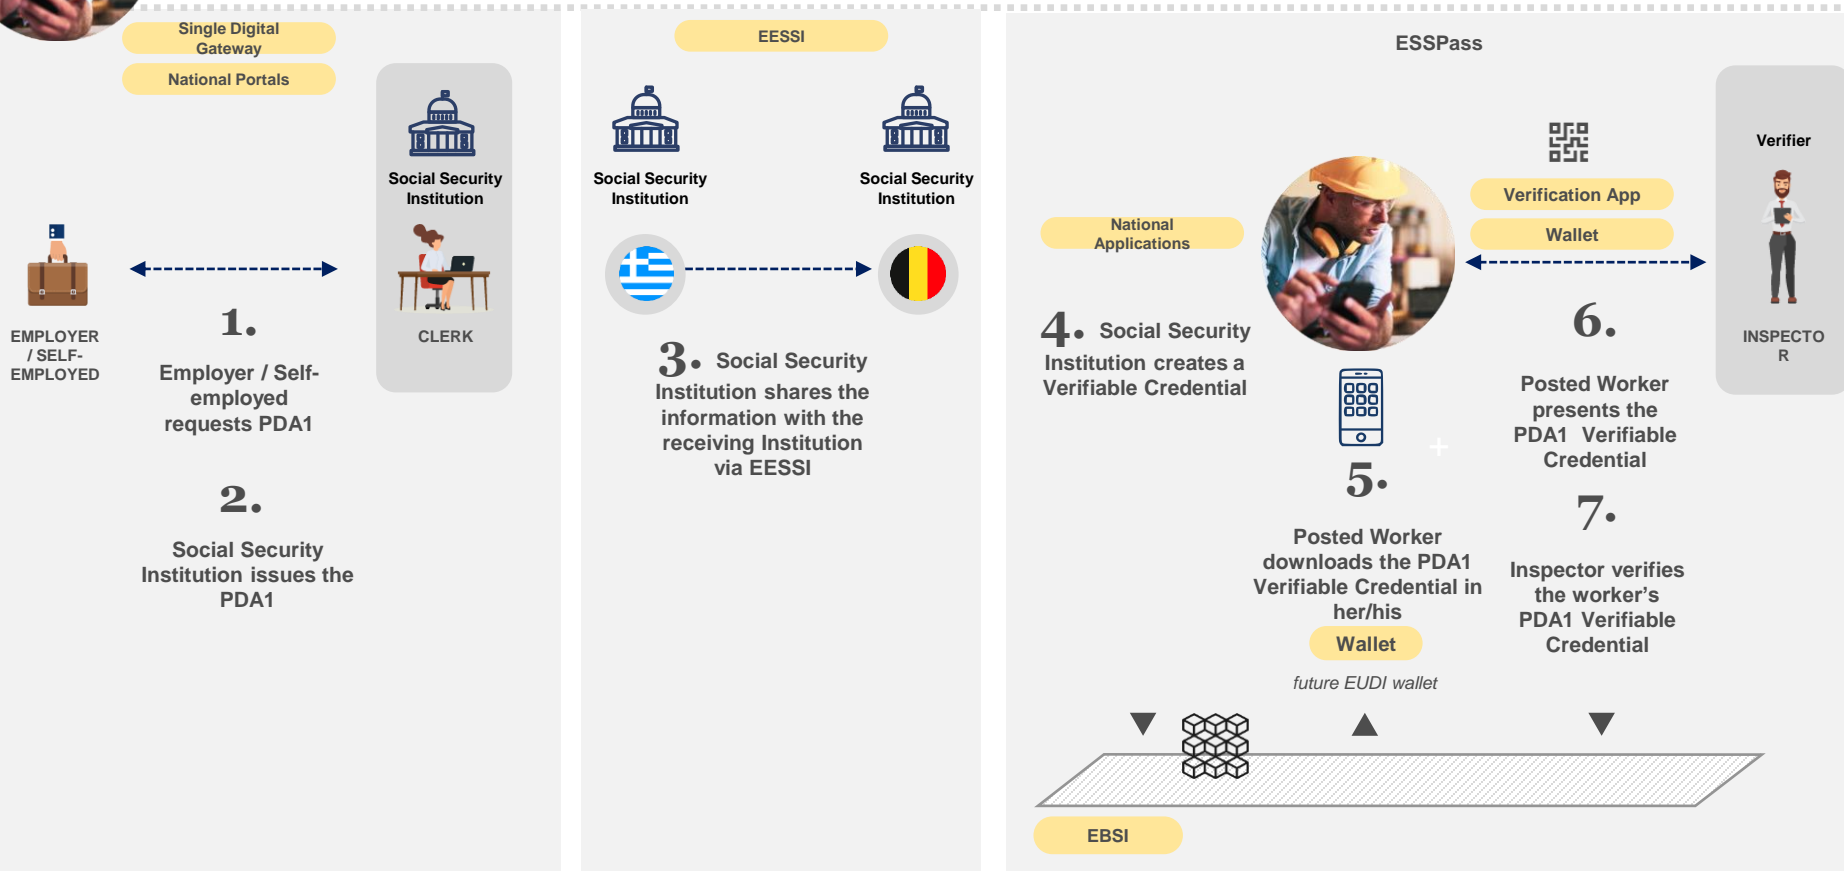 Single Digital
Gateway
National Portals
Social Security
Institution
EMPLOYER
/ SELF-
EMPLOYED
CLERK
1.
Employer / Self-
employed
requests PDA1
2.
Social Security
Institution issues the
PDA1
EESSI
Social Security
Institution
Social Security
Institution
3. Social Security
Institution shares the
information with the
receiving Institution
via EESSI
ESSPass
National
Applications
4. Social Security
Institution creates a
Verifiable Credential
5.
Posted Worker
downloads the PDA1
Verifiable Credential in
her/his
Wallet
future EUDI wallet
Verification App
Wallet
6.
Posted Worker
presents the
PDA1 Verifiable
Credential
7.
Inspector verifies
the worker’s
PDA1 Verifiable
Credential
Verifier
INSPECTO
R
EBSI